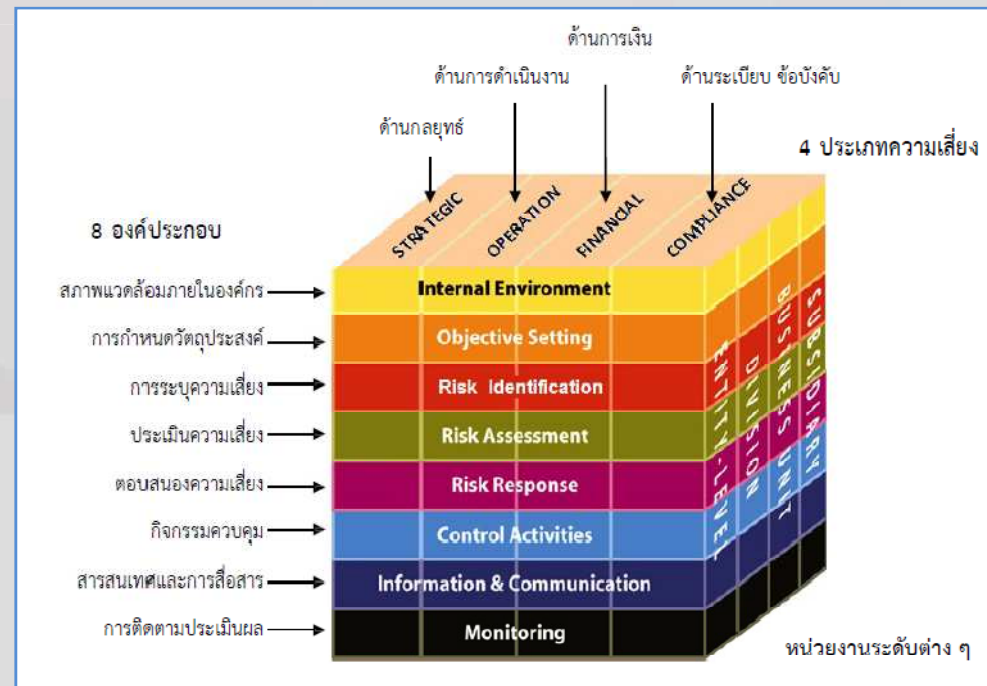 ด้านการเงิน
ด้านการดำเนินงาน
ด้านระเบียบ ข้อบังคับ
ด้านกลยุทธ์
4 ประเภทความเสี่ยง
STRATEGIC
OPERATION
FINANCIAL
COMPLIANCE
8 องค์ประกอบ
สภาพแวดล้อมภายในองค์กร
Internal Environment
การกำหนดวัตถุประสงค์
Objective Setting
การระบุความเสี่ยง
Risk Identification
ประเมินความเสี่ยง
Risk Assessment
ตอบสนองความเสี่ยง
Risk Response
กิจกรรมควบคุม
Control Activities
สารสนเทศและการสื่อสาร
Information & Communication
การติดตามประเมินผล
Monitoring
ENTITY-LEVEL
DIVISION
BUSINESS UNIT
SUBSIDIARY
หน่วยงานระดับต่าง ๆ